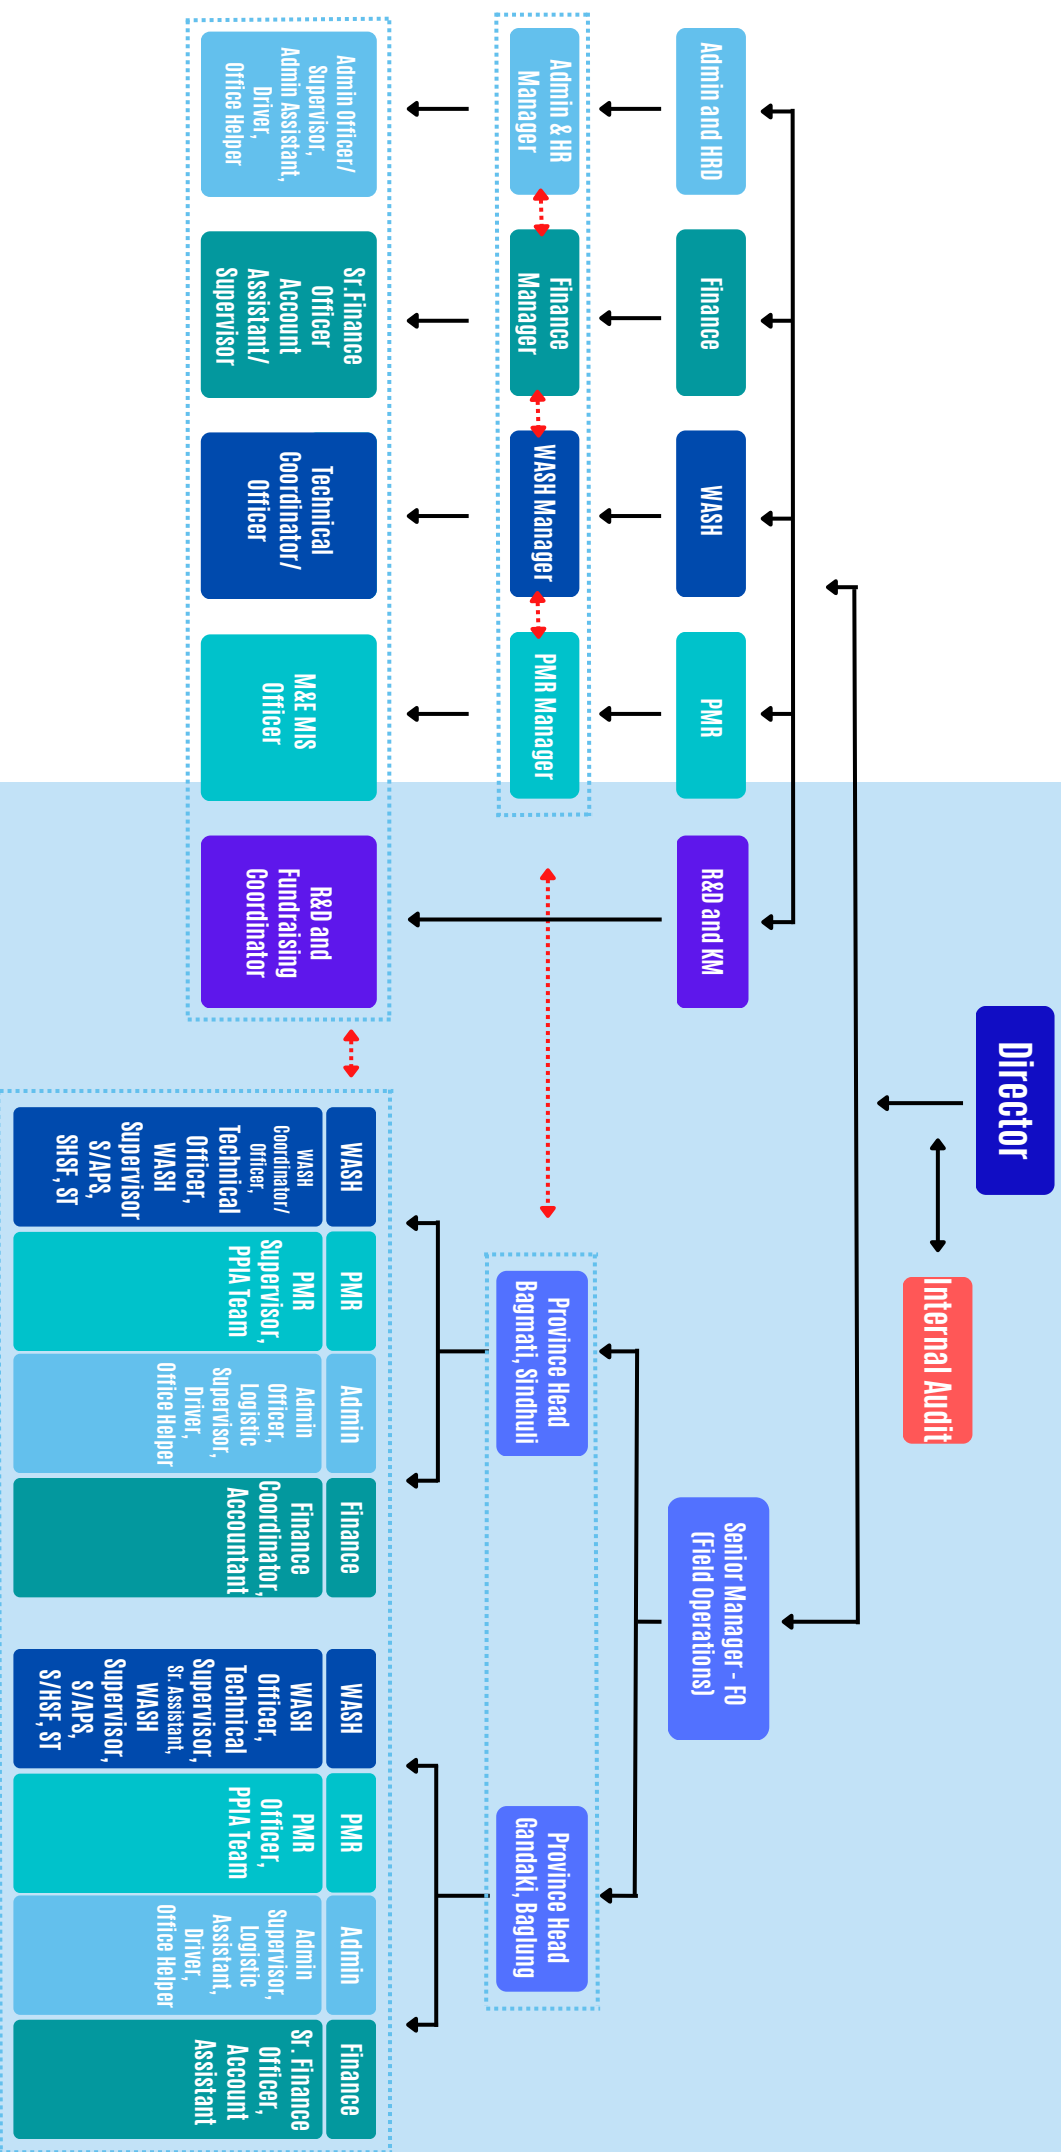 Director
Internal Audit
Senior Manager - FO
(Field Operations)
Admin and HRD
Finance
WASH
PMR
R&D and KM
Admin & HR
Manager
Finance
Manager
WASH Manager
PMR Manager
Province Head
Bagmati, Sindhuli
Province Head
Gandaki, Baglung
Admin Officer/
Supervisor,
Admin Assistant,
Driver,
Office Helper
Sr.Finance
Officer
Account
Assistant/
Supervisor
Technical
Coordinator/
Officer
M&E MIS
Officer
R&D and
Fundraising
Coordinator
WASH
WASH
Coordinator/
Officer,
Technical
Officer,
WASH
Supervisor
S/APS,
SHSF, ST
PMR
PMR
Supervisor,
PPIA Team
Admin
Admin
Officer,
Logistic
Supervisor,
Driver,
Office Helper
Finance
Finance
Coordinator,
Accountant
WASH
WASH
Officer,
Technical
Supervisor,
Sr. Assistant,
WASH
Supervisor,
S/APS,
S/HSF, ST
PMR
PMR
Officer,
PPIA Team
Admin
Admin
Supervisor,
Logistic
Assistant,
Driver,
Office Helper
Finance
Sr. Finance
Officer,
Account
Assistant